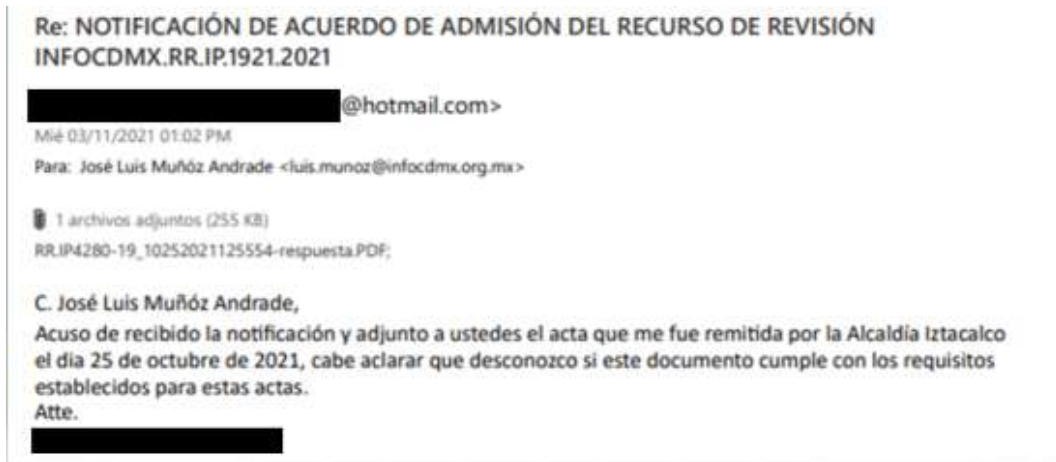 Re: NOTIFICACIÓN DE ACUERDO DE ADMISIÓN DEL RECURSO DE REVISIÓN
INFOCDMX.RR.IP.1921.2021
@hotmail.com>
Mié 03/11/2021 01:02 PM
Para: José Luis Muñóz Andrade <luis.munoz@infocdmx.org.mx>
1 archivos adjuntos (255 KB)
RR.IP4280-19_10252021125554-respuesta.PDF;
C. José Luis Muñóz Andrade,
Acuso de recibido la notificación y adjunto a ustedes el acta que me fue remitida por la Alcaldía Iztacalco
el dia 25 de octubre de 2021, cabe aclarar que desconozco si este documento cumple con los requisitos
establecidos para estas actas.
Atte.